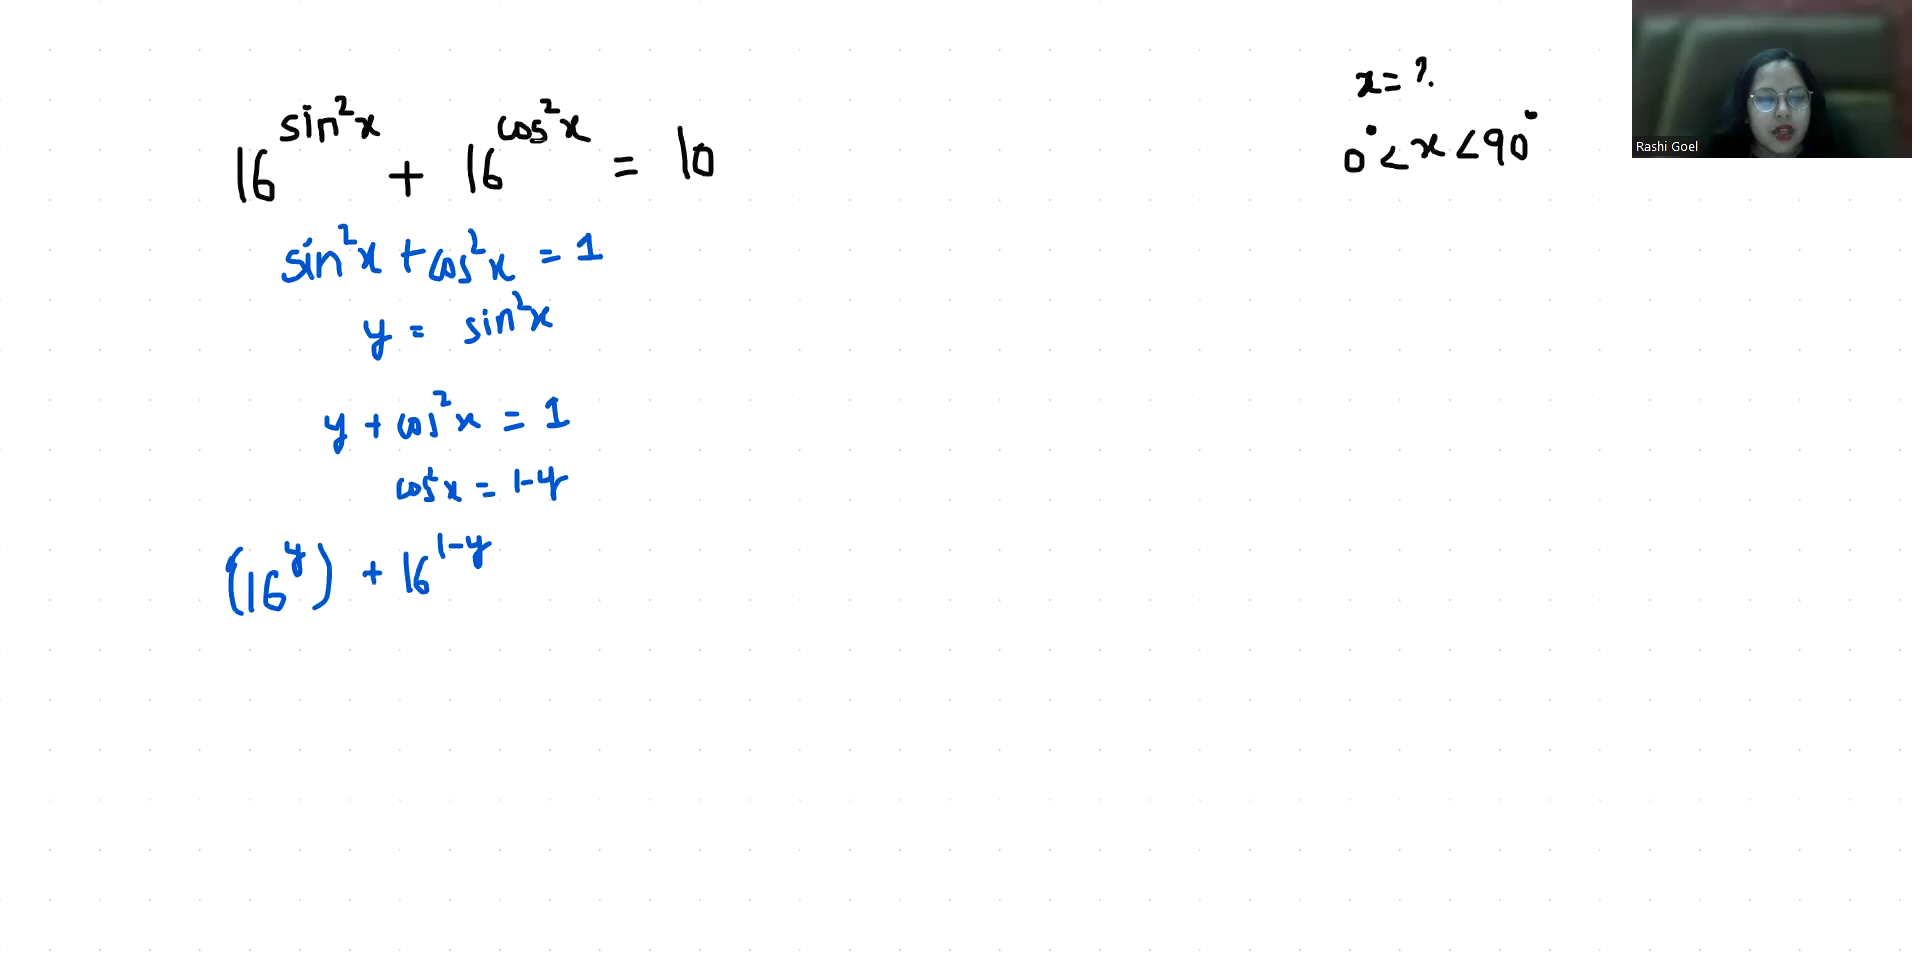 16^{sin²x} + 16^{cos²x} = 10
sin²x + cos²x = 1
y = sin²x
y + cos²x = 1
cos²x = 1-y
(16^y) + 16^{1-y}
x = ?
0° < x < 90°
Rashi Goel